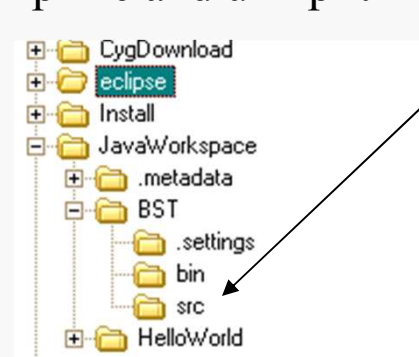 CygDownload
eclipse
Install
JavaWorkspace
.metadata
BST
.settings
bin
src
HelloWorld